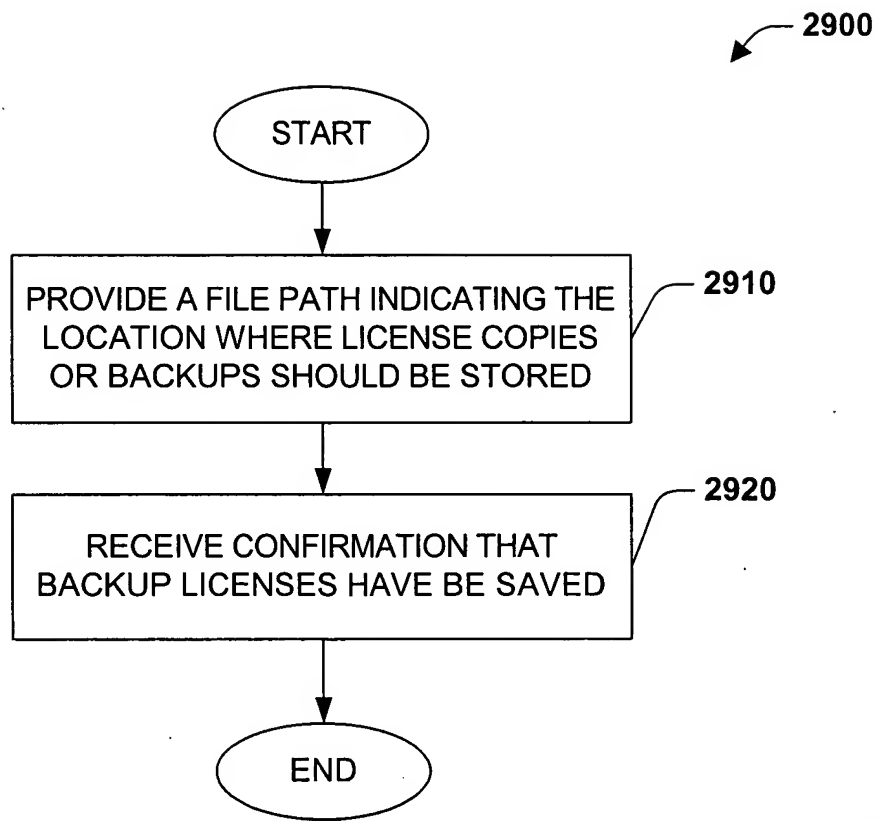 2900
START
PROVIDE A FILE PATH INDICATING THE
LOCATION WHERE LICENSE COPIES
OR BACKUPS SHOULD BE STORED
2910
RECEIVE CONFIRMATION THAT
BACKUP LICENSES HAVE BE SAVED
2920
END